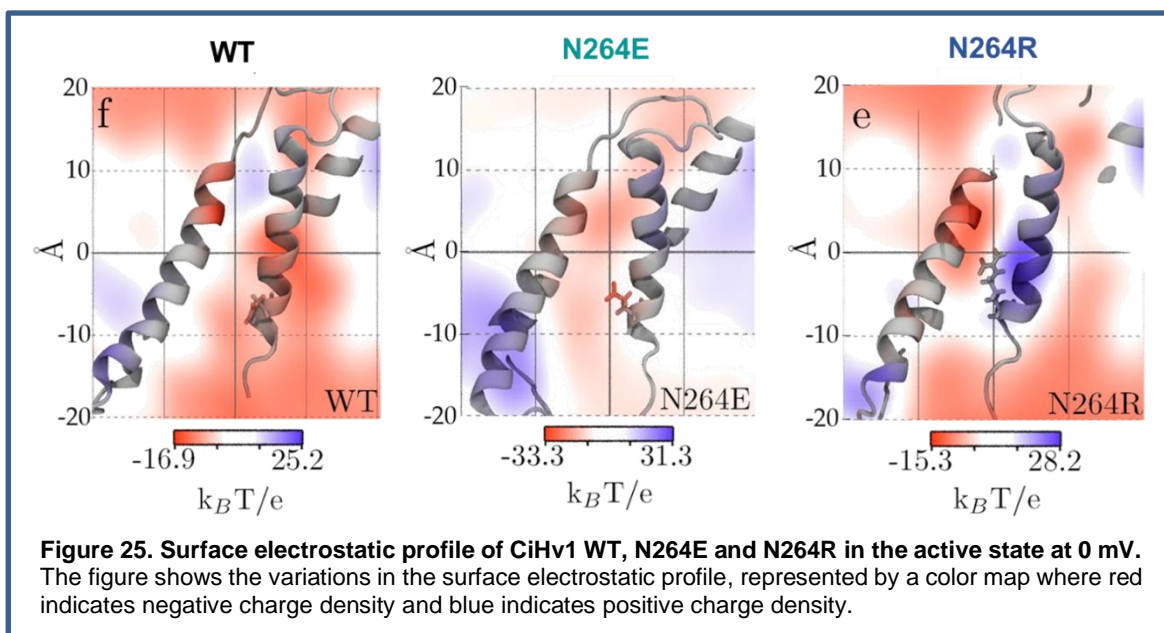 WT
N264E
N264R
f
20
10
0
-10
-20
Å
WT
20
10
0
-10
-20
Å
N264E
e
20
10
0
-10
-20
Å
N264R
-16.9 25.2
k_BT/e
-33.3 31.3
k_BT/e
-15.3 28.2
k_BT/e
Figure 25. Surface electrostatic profile of CiHv1 WT, N264E and N264R in the active state at 0 mV.
The figure shows the variations in the surface electrostatic profile, represented by a color map where red
indicates negative charge density and blue indicates positive charge density.